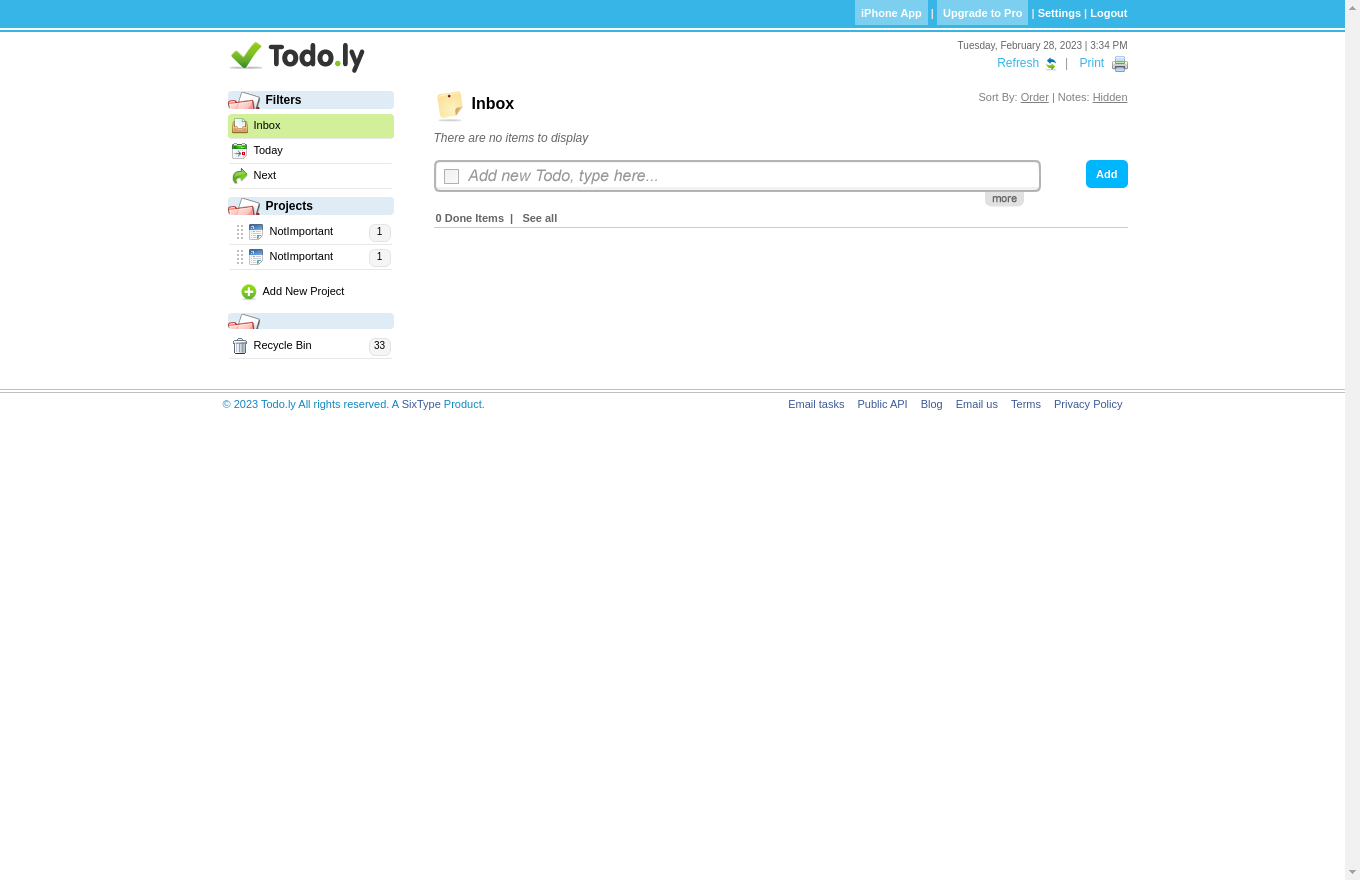 iPhone App | Upgrade to Pro | Settings | Logout
Todo.ly
Tuesday, February 28, 2023 | 3:34 PM
Refresh | Print
Filters
Inbox
Today
Next
Projects
NotImportant 1
NotImportant 1
Add New Project
Recycle Bin 33
Inbox
Sort By: Order | Notes: Hidden
There are no items to display
Add new Todo, type here...
Add
more
0 Done Items | See all
© 2023 Todo.ly All rights reserved. A SixType Product.
Email tasks Public API Blog Email us Terms Privacy Policy